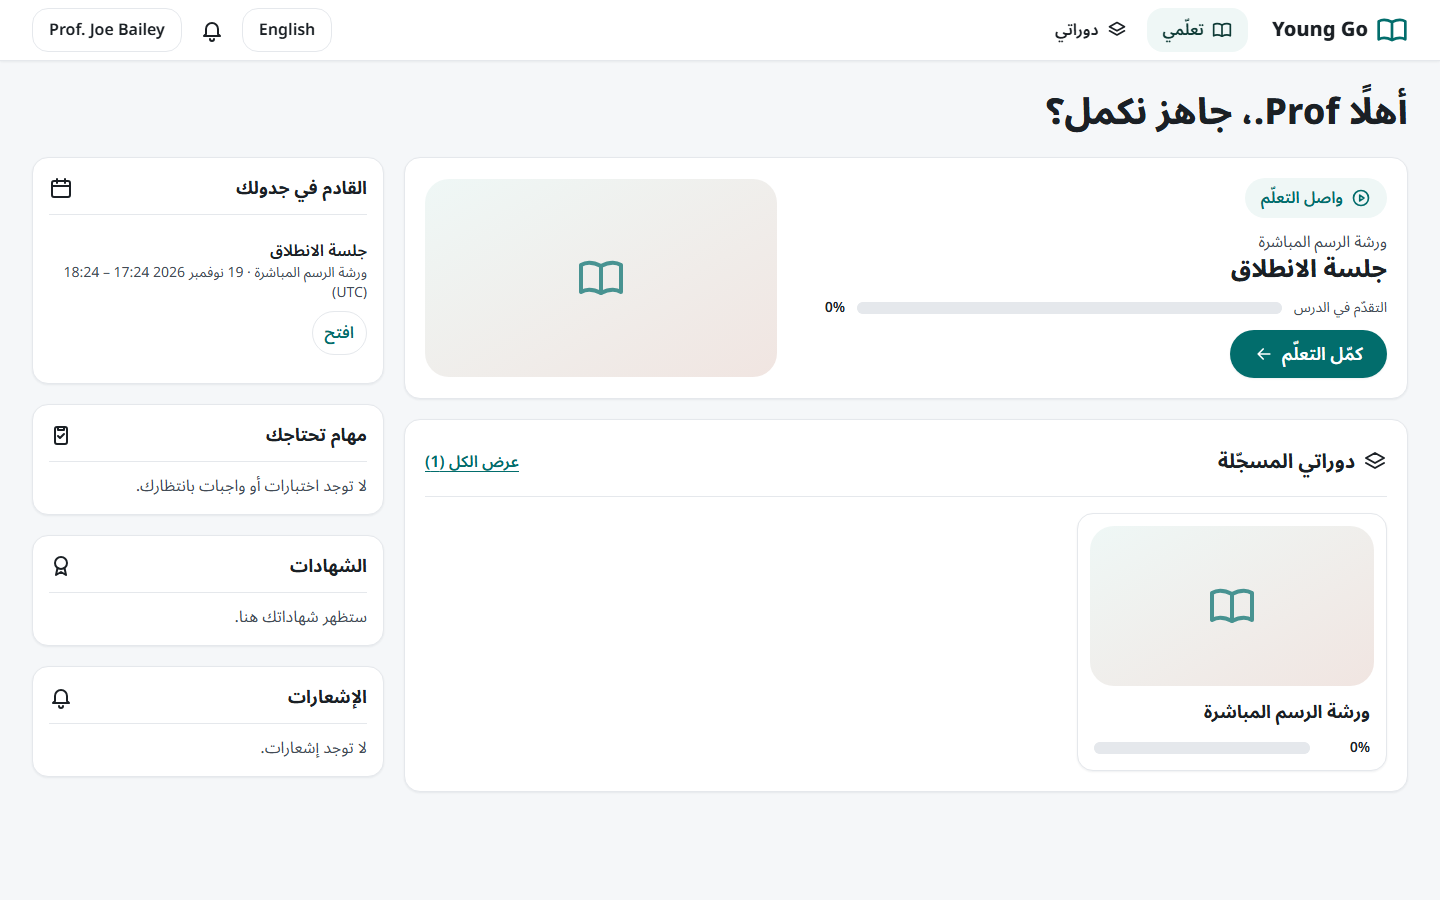 Young Go
تعلّمي
دوراتي
English
Prof. Joe Bailey
أهلًا Prof.، جاهز نكمل؟
واصل التعلّم
ورشة الرسم المباشرة
جلسة الانطلاق
التقدّم في الدرس
0%
كمّل التعلّم ←
دوراتي المسجّلة
عرض الكل (1)
ورشة الرسم المباشرة
0%
القادم في جدولك
جلسة الانطلاق
ورشة الرسم المباشرة · 19 نوفمبر 2026 17:24 – 18:24
(UTC)
افتح
مهام تحتاجك
لا توجد اختبارات أو واجبات بانتظارك.
الشهادات
ستظهر شهاداتك هنا.
الإشعارات
لا توجد إشعارات.